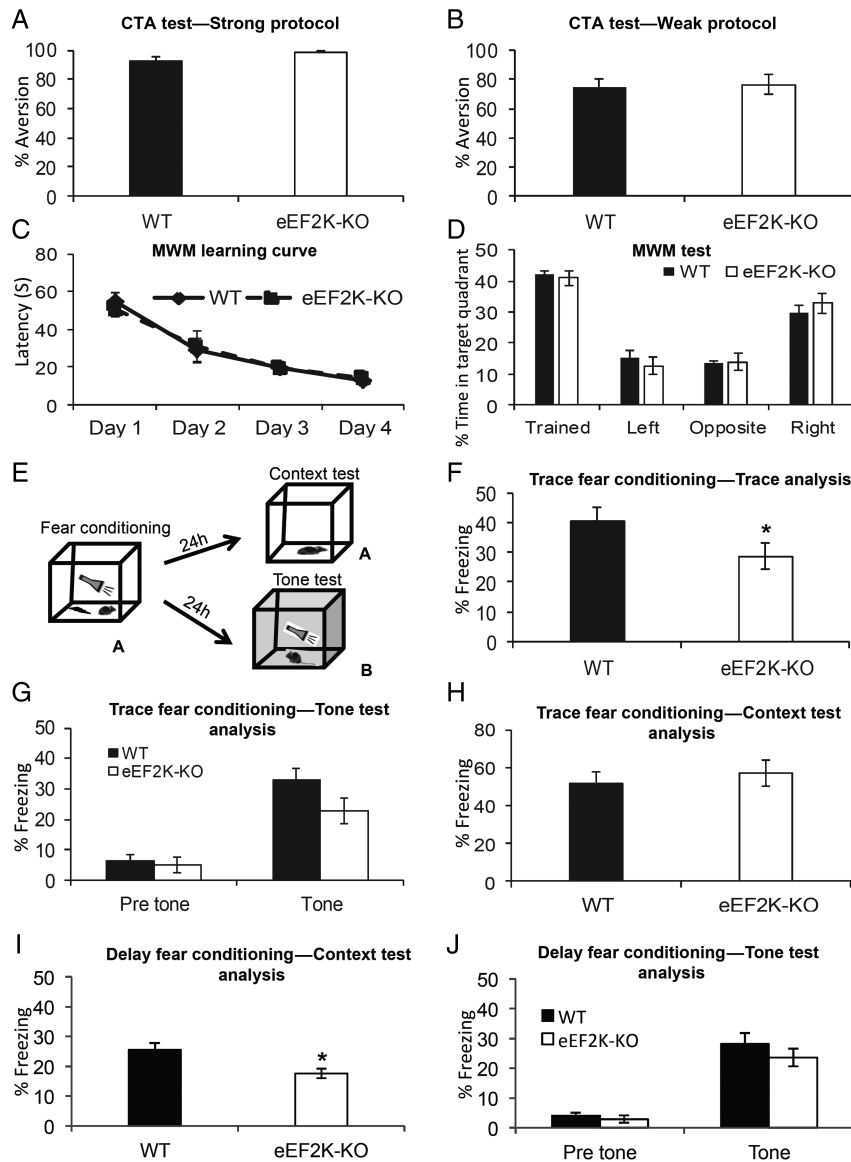 A
CTA test—Strong protocol
% Aversion
100
80
60
40
20
0
WT
eEF2K-KO
B
CTA test—Weak protocol
% Aversion
100
80
60
40
20
0
WT
eEF2K-KO
C
MWM learning curve
Latency (S)
80
60
40
20
0
WT
eEF2K-KO
Day 1
Day 2
Day 3
Day 4
D
MWM test
WT
eEF2K-KO
% Time in target quadrant
50
40
30
20
10
0
Trained
Left
Opposite
Right
E
Fear conditioning
A
24h
24h
Context test
A
Tone test
B
F
Trace fear conditioning—Trace analysis
% Freezing
50
40
30
20
10
0
*
WT
eEF2K-KO
G
Trace fear conditioning—Tone test
analysis
% Freezing
50
40
30
20
10
0
WT
eEF2K-KO
Pre tone
Tone
H
Trace fear conditioning—Context test
analysis
% Freezing
80
60
40
20
0
WT
eEF2K-KO
I
Delay fear conditioning—Context test
analysis
% Freezing
50
40
30
20
10
0
*
WT
eEF2K-KO
J
Delay fear conditioning—Tone test
analysis
% Freezing
50
40
30
20
10
0
WT
eEF2K-KO
Pre tone
Tone